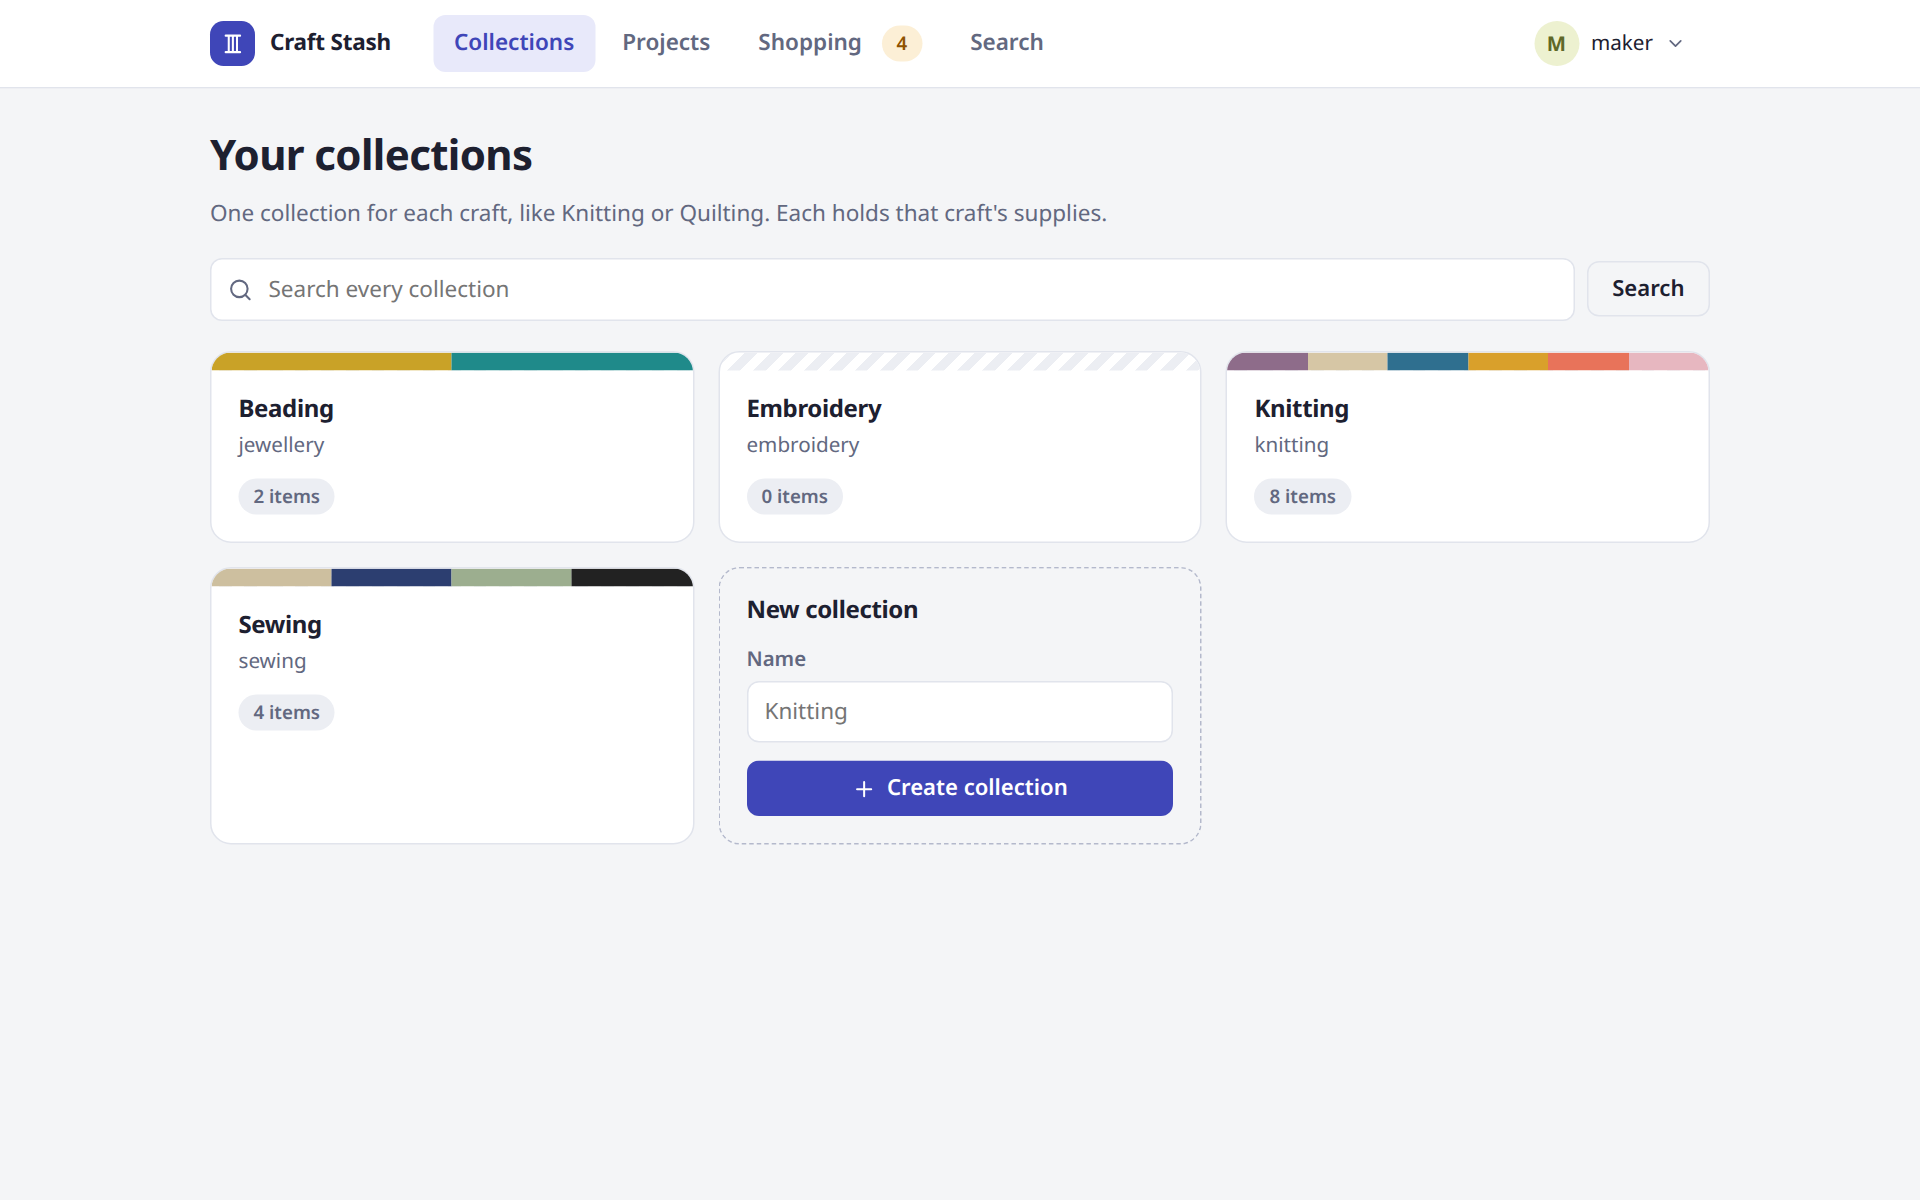 Craft Stash
Collections
Projects
Shopping 4
Search
M maker
Your collections
One collection for each craft, like Knitting or Quilting. Each holds that craft's supplies.
Search every collection
Search
Beading
jewellery
2 items
Embroidery
embroidery
0 items
Knitting
knitting
8 items
Sewing
sewing
4 items
New collection
Name
Knitting
Create collection